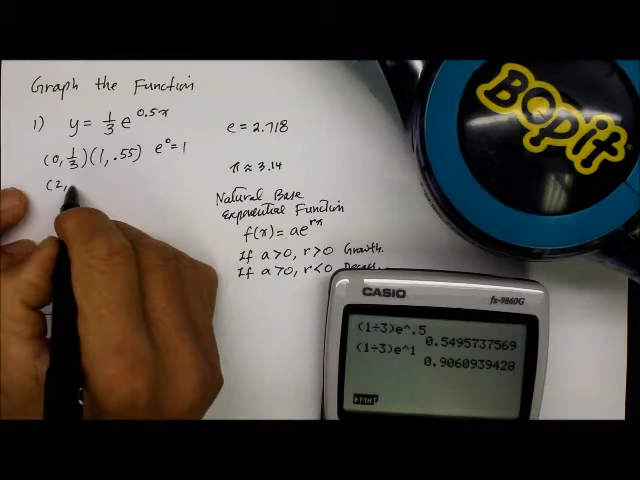 Graph the Function
1) y = 1/3 e^0.5x
(0, 1/3) (1, .55) e^0 = 1
(2,
e = 2.718
π ≈ 3.14
Natural Base
Exponential Function
f(x) = ae^rx
If a > 0, r > 0 Growth.
If a > 0, r < 0 Decay.
BOpit
CASIO
fx-9860G
(1÷3)e^.5
0.5495737569
(1÷3)e^1
0.9060939428
▶MAT